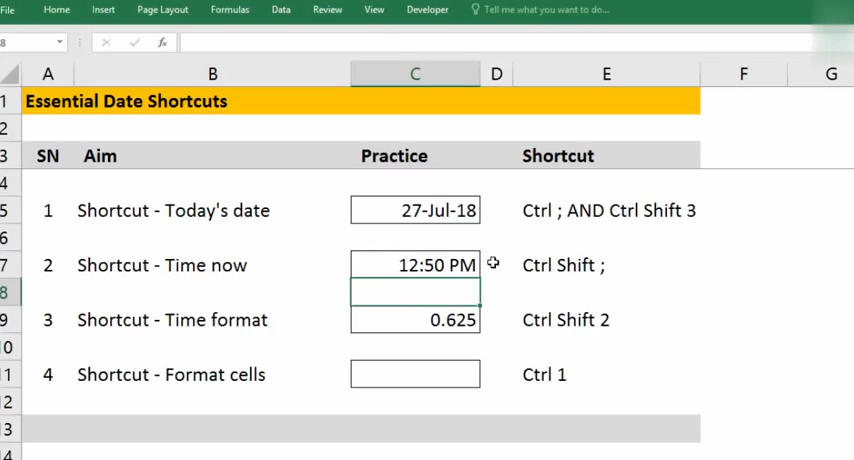 File Home Insert Page Layout Formulas Data Review View Developer Tell me what you want to do...
8 fx
A B C D E F G
1 Essential Date Shortcuts
2
3 SN Aim Practice Shortcut
4
5 1 Shortcut - Today's date 27-Jul-18 Ctrl ; AND Ctrl Shift 3
6
7 2 Shortcut - Time now 12:50 PM Ctrl Shift ;
8
9 3 Shortcut - Time format 0.625 Ctrl Shift 2
10
11 4 Shortcut - Format cells Ctrl 1
12
13
14